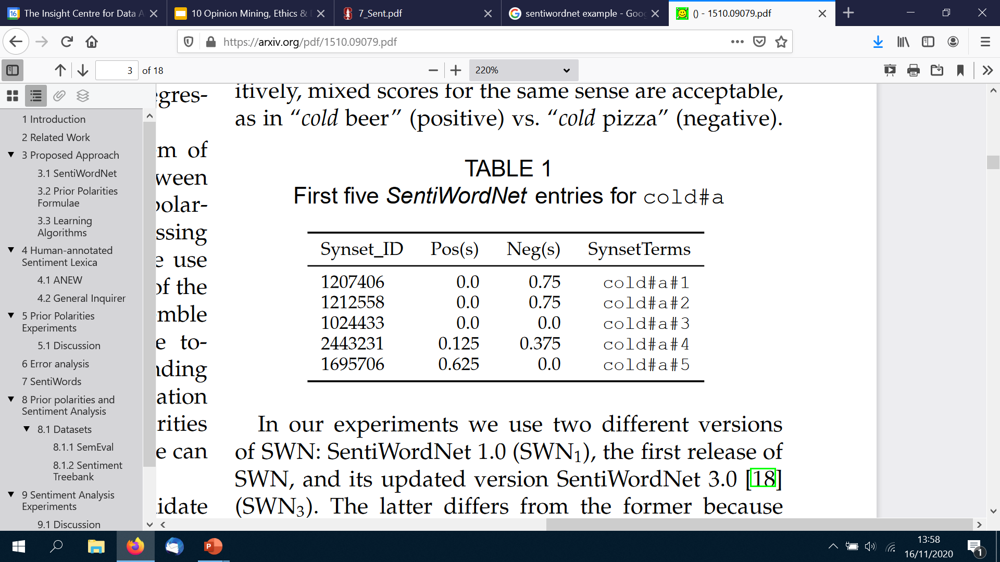 The Insight Centre for Data A
10 Opinion Mining, Ethics &
7_Sent.pdf
sentiwordnet example - Goog
() - 1510.09079.pdf
https://arxiv.org/pdf/1510.09079.pdf
3 of 18
220%
1 Introduction
2 Related Work
3 Proposed Approach
3.1 SentiWordNet
3.2 Prior Polarities
Formulae
3.3 Learning
Algorithms
4 Human-annotated
Sentiment Lexica
4.1 ANEW
4.2 General Inquirer
5 Prior Polarities
Experiments
5.1 Discussion
6 Error analysis
7 SentiWords
8 Prior polarities and
Sentiment Analysis
8.1 Datasets
8.1.1 SemEval
8.1.2 Sentiment
Treebank
9 Sentiment Analysis
Experiments
9.1 Discussion
egres-
m of
ween
polar-
ssing
e use
of the
mble
e to-
nding
ation
rities
e can
idate
itively, mixed scores for the same sense are acceptable,
as in “cold beer” (positive) vs. “cold pizza” (negative).
TABLE 1
First five SentiWordNet entries for cold#a
Synset_ID Pos(s) Neg(s) SynsetTerms
1207406 0.0 0.75 cold#a#1
1212558 0.0 0.75 cold#a#2
1024433 0.0 0.0 cold#a#3
2443231 0.125 0.375 cold#a#4
1695706 0.625 0.0 cold#a#5
In our experiments we use two different versions
of SWN: SentiWordNet 1.0 (SWN1), the first release of
SWN, and its updated version SentiWordNet 3.0 [18]
(SWN3). The latter differs from the former because
13:58
16/11/2020
1